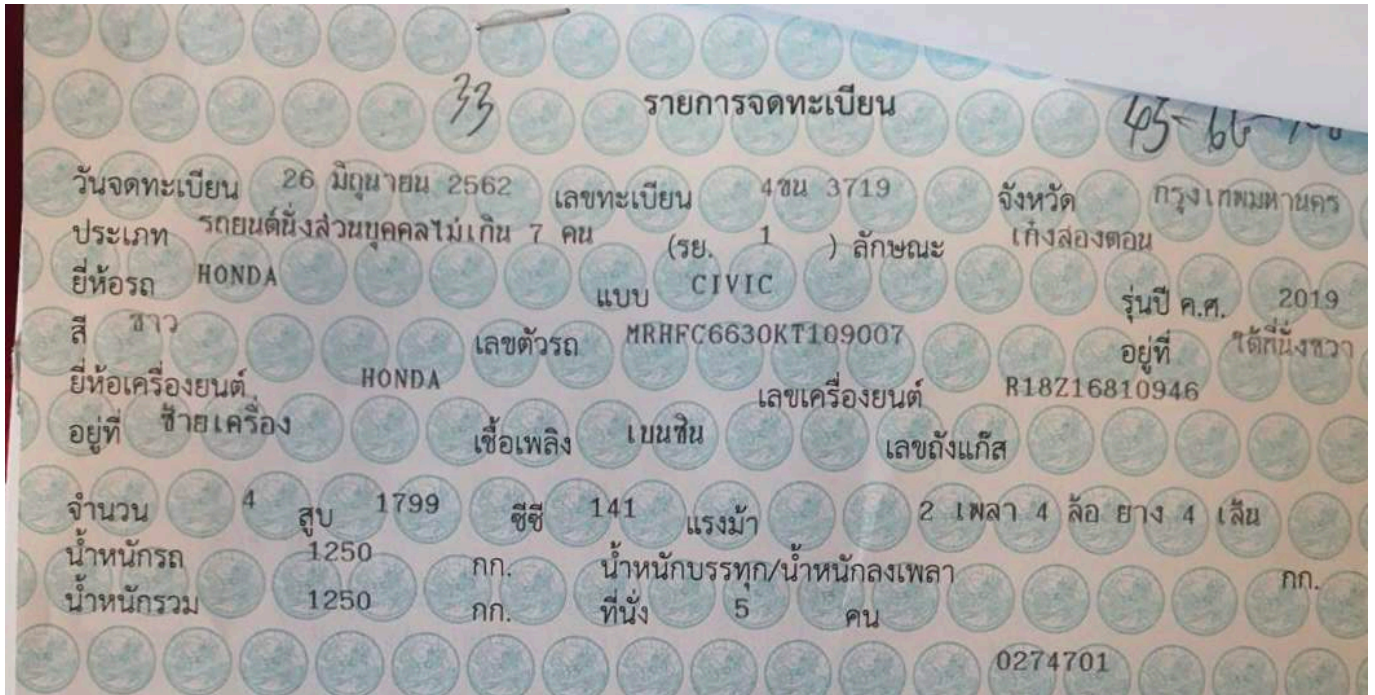 33
รายการจดทะเบียน
วันจดทะเบียน 26 มิถุนายน 2562 เลขทะเบียน 4ขน 3719 จังหวัด กรุงเทพมหานคร
ประเภท รถยนต์นั่งส่วนบุคคลไม่เกิน 7 คน (รย. 1 ) ลักษณะ เก๋งสองตอน
ยี่ห้อรถ HONDA แบบ CIVIC รุ่นปี ค.ศ. 2019
สี ขาว เลขตัวรถ MRHFC6630KT109007 อยู่ที่ ใต้ที่นั่งขวา
ยี่ห้อเครื่องยนต์ HONDA เลขเครื่องยนต์ R18Z16810946
อยู่ที่ ซ้ายเครื่อง เชื้อเพลิง เบนซิน เลขถังแก๊ส
จำนวน 4 สูบ 1799 ซีซี 141 แรงม้า 2 เพลา 4 ล้อ ยาง 4 เส้น
น้ำหนักรถ 1250 กก. น้ำหนักบรรทุก/น้ำหนักลงเพลา กก.
น้ำหนักรวม 1250 กก. ที่นั่ง 5 คน
0274701